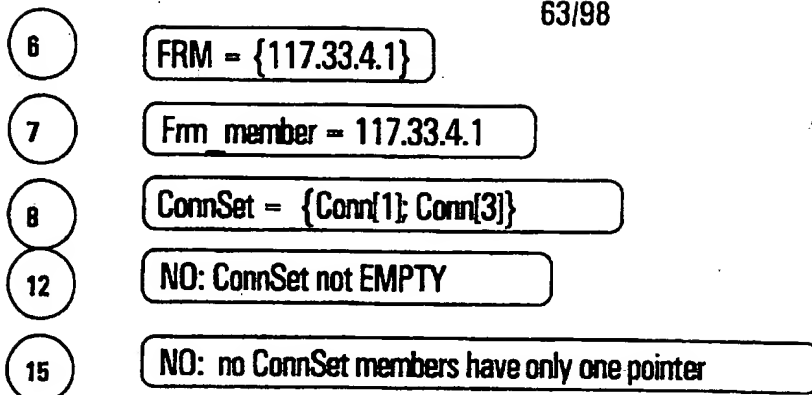 63/98
6 FRM = {117.33.4.1}
7 Frm_member = 117.33.4.1
8 ConnSet = {Conn[1]; Conn[3]}
12 NO: ConnSet not EMPTY
15 NO: no ConnSet members have only one pointer